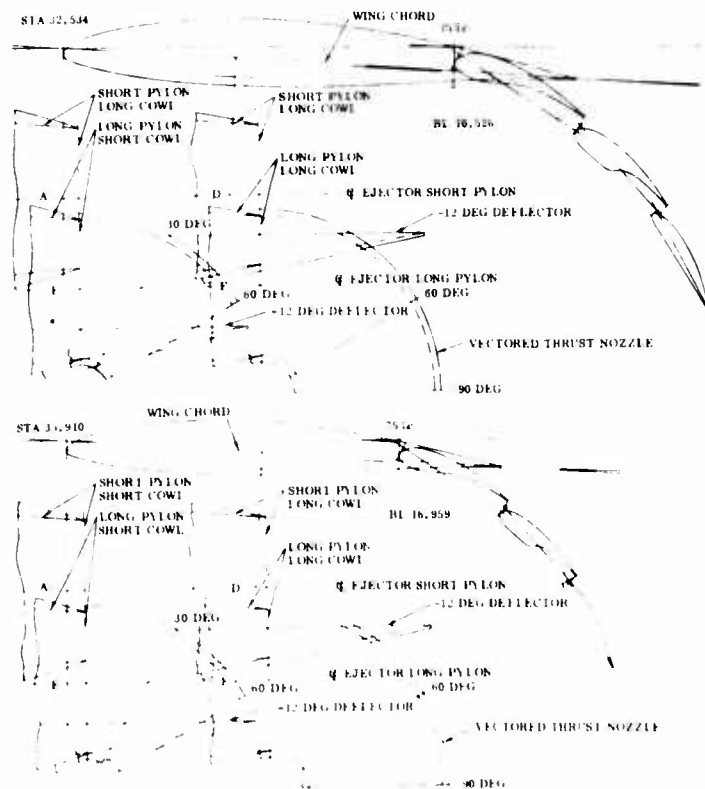 STA 32,534
WING CHORD
SHORT PYLON
LONG COWL
SHORT PYLON
LONG COWL
LONG PYLON
SHORT COWL
BL 10,526
LONG PYLON
LONG COWL
A
D
℄ EJECTOR SHORT PYLON
-12 DEG DEFLECTOR
30 DEG
℄ EJECTOR LONG PYLON
F
60 DEG
60 DEG
-12 DEG DEFLECTOR
VECTORED THRUST NOZZLE
90 DEG
WING CHORD
SHORT PYLON
SHORT COWL
SHORT PYLON
LONG COWL
LONG PYLON
SHORT COWL
BL 16,959
LONG PYLON
LONG COWL
A
D
℄ EJECTOR SHORT PYLON
-12 DEG DEFLECTOR
30 DEG
℄ EJECTOR LONG PYLON
60 DEG
60 DEG
-12 DEG DEFLECTOR
VECTORED THRUST NOZZLE
90 DEG